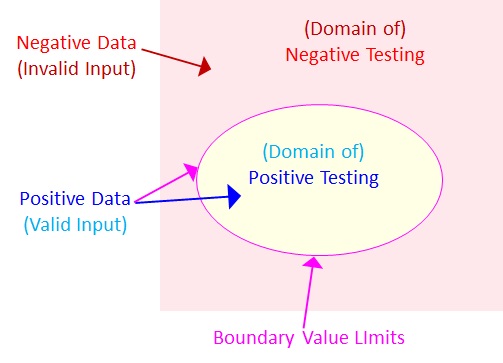 Negative Data
(Invalid Input)
(Domain of)
Negative Testing
(Domain of)
Positive Testing
Positive Data
(Valid Input)
Boundary Value LImits